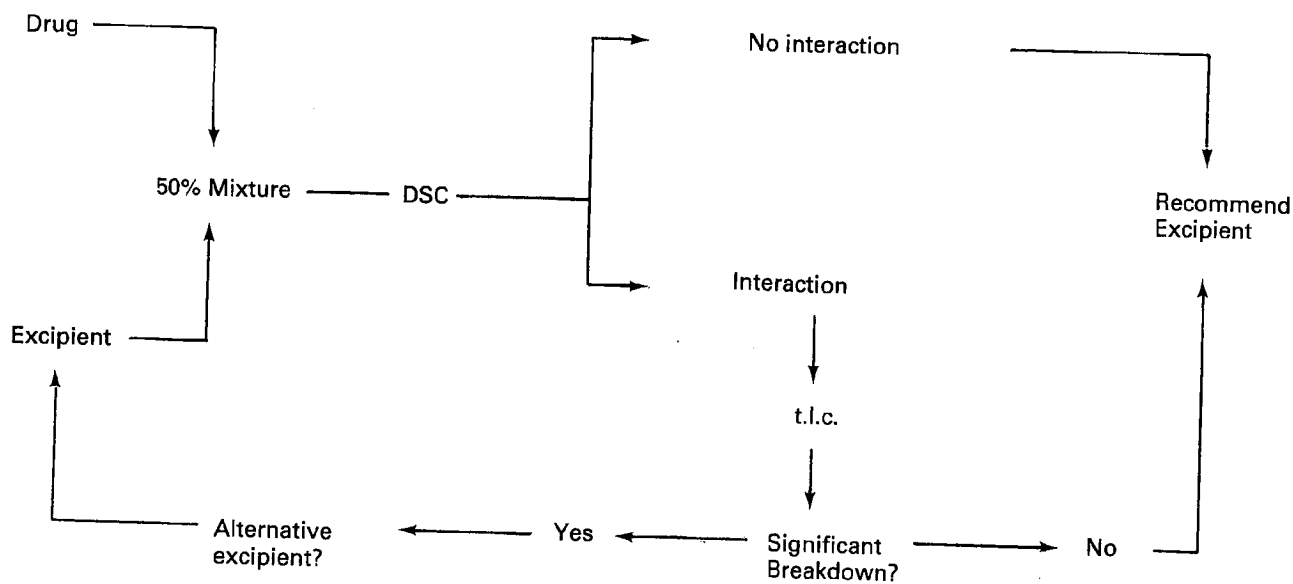 Drug
No interaction
50% Mixture
DSC
Recommend
Excipient
Interaction
Excipient
t.l.c.
Alternative
excipient?
Yes
Significant
Breakdown?
No